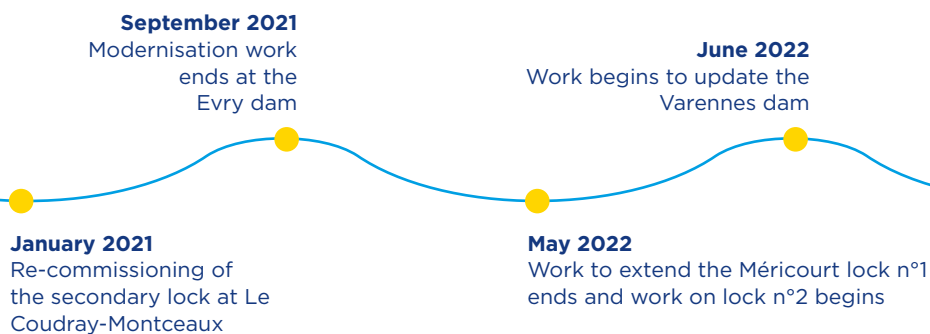 September 2021
Modernisation work
ends at the
Evry dam
June 2022
Work begins to update the
Varennes dam
January 2021
Re-commissioning of
the secondary lock at Le
Coudray-Montceaux
May 2022
Work to extend the Méricourt lock n°1
ends and work on lock n°2 begins